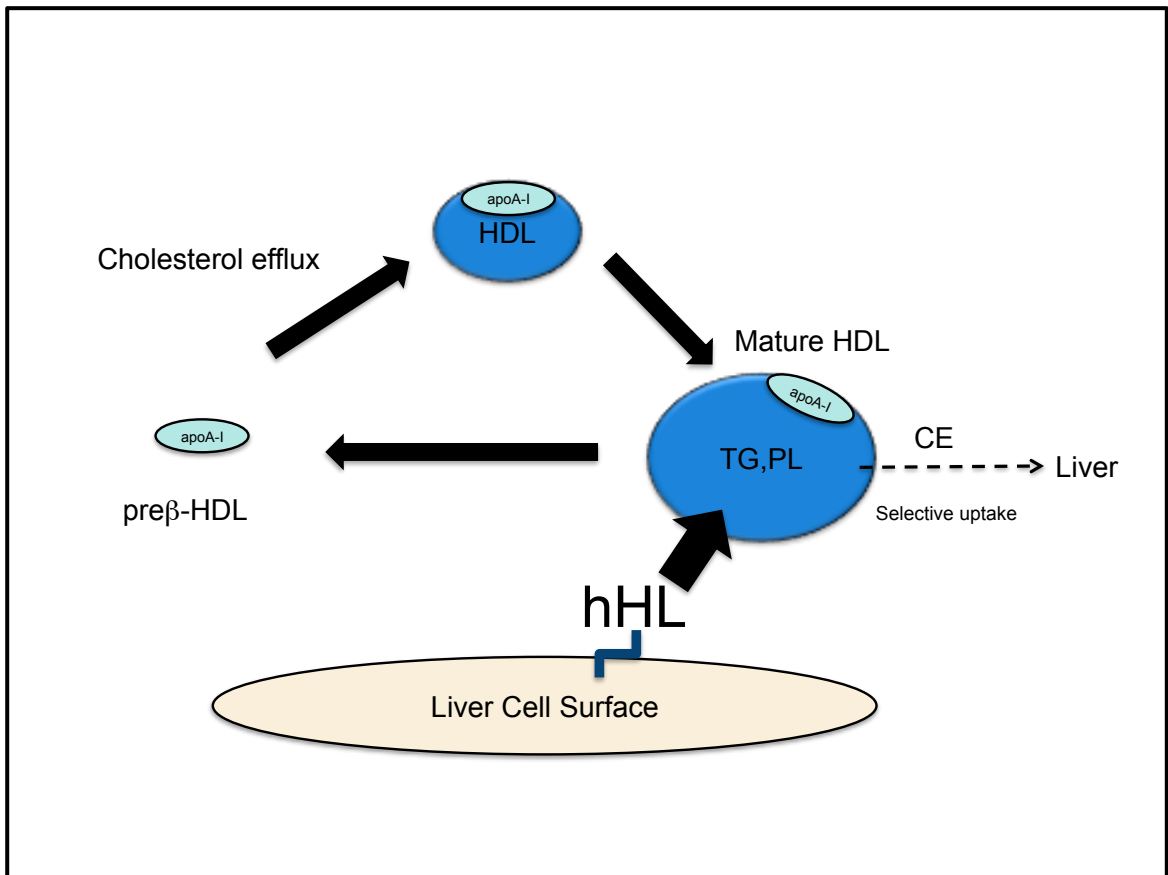 apoA-I
HDL
Cholesterol efflux
Mature HDL
apoA-I
apoA-I
TG,PL
CE
Liver
preβ-HDL
Selective uptake
hHL
Liver Cell Surface